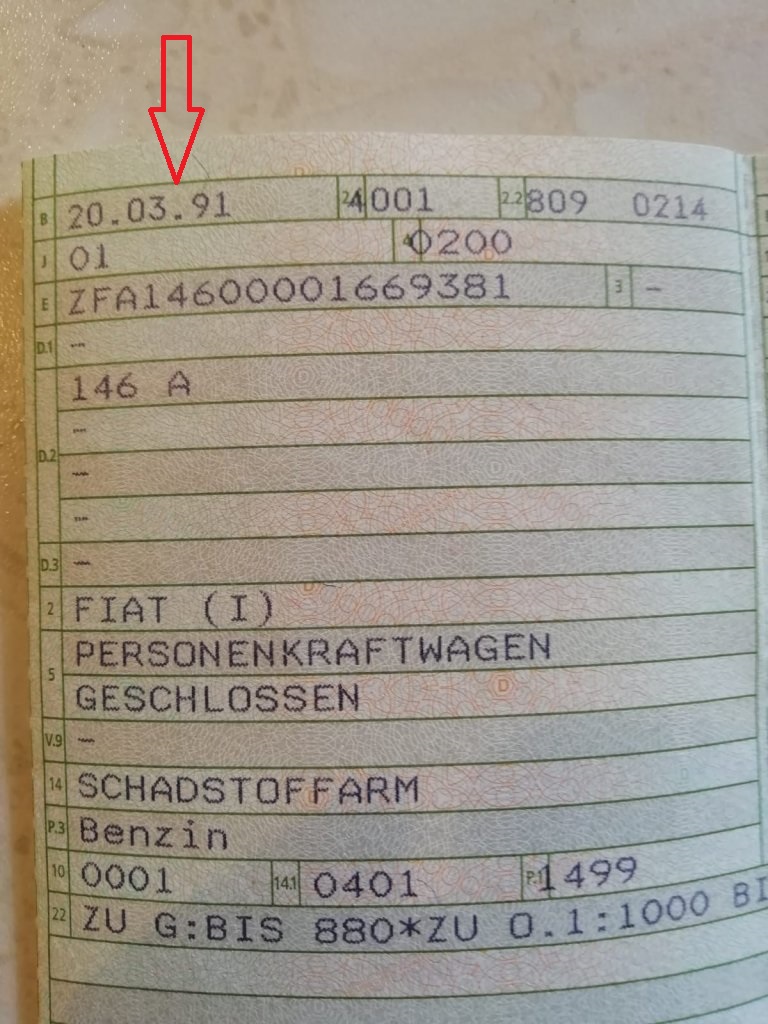 B 20.03.91 2.1 4001 2.2 809 0214
J 01 4 0200
E ZFA14600001669381 3 —
D.1 —
146 A
—
D.2 —
—
D.3 —
2 FIAT (I)
5 PERSONENKRAFTWAGEN
GESCHLOSSEN
V.9 —
14 SCHADSTOFFARM
P.3 Benzin
10 0001 14.1 0401 P.1 1499
22 ZU G:BIS 880*ZU O.1:1000 BI